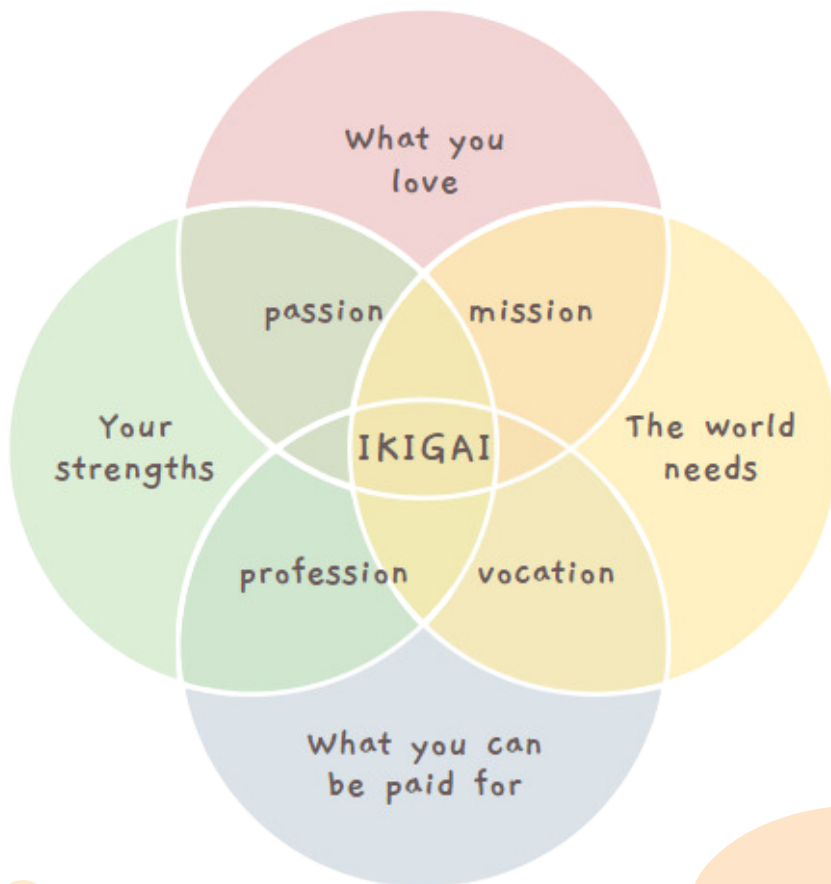 What you
love
passion
mission
Your
strengths
IKIGAI
The world
needs
profession
vocation
What you can
be paid for